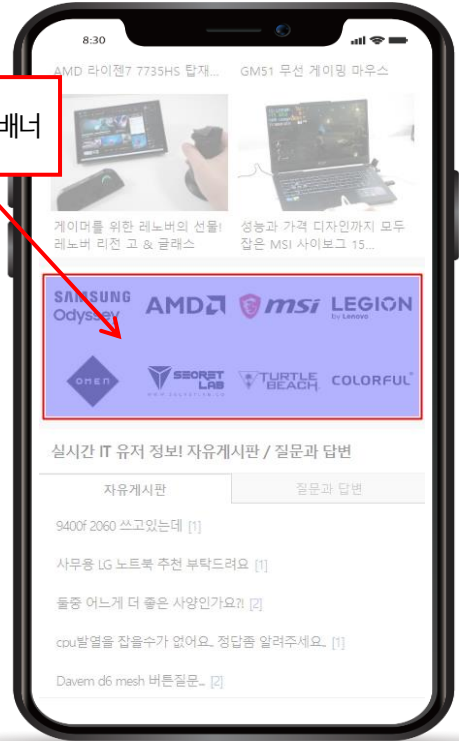 8:30
AMD 라이젠7 7735HS 탑재...
GM51 무선 게이밍 마우스
배너
게이머를 위한 레노버의 선물!
레노버 리전 고 & 글래스
성능과 가격 디자인까지 모두
잡은 MSI 사이보그 15...
SAMSUNG
Odyssey
AMD
msi
LEGION
by Lenovo
OMEN
SECRET
LAB
TURTLE
BEACH
COLORFUL
실시간 IT 유저 정보! 자유게시판 / 질문과 답변
자유게시판
질문과 답변
9400f 2060 쓰고있는데 [1]
사무용 LG 노트북 추천 부탁드려요 [1]
둘중 어느게 더 좋은 사양인가요?! [2]
cpu발열을 잡을수가 없어요.. 정답좀 알려주세요.. [1]
Davem d6 mesh 버튼질문... [2]